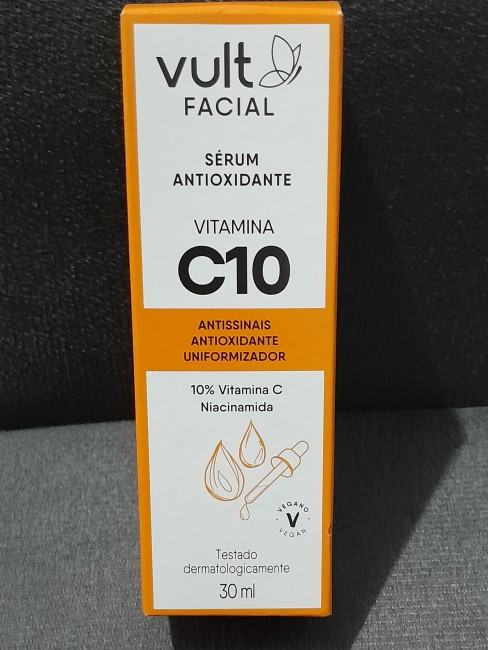 vult
FACIAL
SÉRUM
ANTIOXIDANTE
VITAMINA
C10
ANTISSINAIS
ANTIOXIDANTE
UNIFORMIZADOR
10% Vitamina C
Niacinamida
VEGANO
V
VEGAN
Testado
dermatologicamente
30 ml